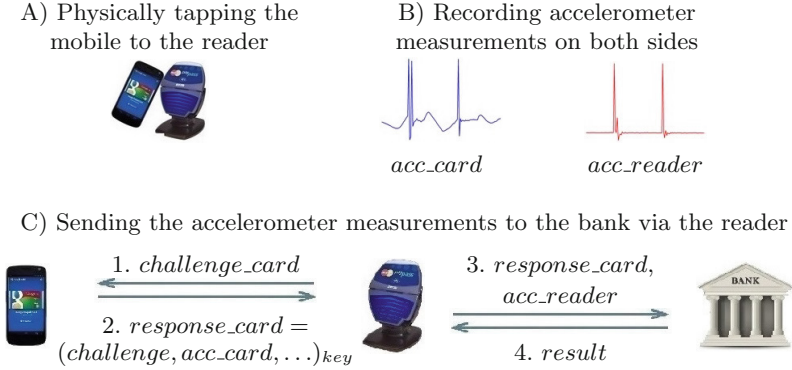 A) Physically tapping the
mobile to the reader
B) Recording accelerometer
measurements on both sides
acc_card
acc_reader
C) Sending the accelerometer measurements to the bank via the reader
1. challenge_card
2. response_card =
(challenge, acc_card, . . .)key
3. response_card,
acc_reader
4. result
BANK